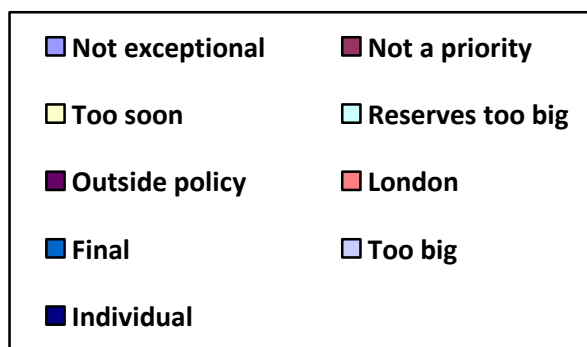 Not exceptional
Not a priority
Too soon
Reserves too big
Outside policy
London
Final
Too big
Individual